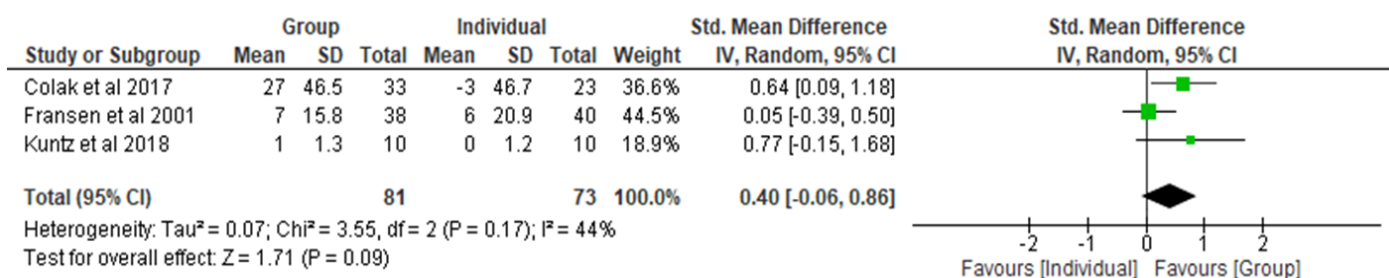 Group Individual Std. Mean Difference Std. Mean Difference
Study or Subgroup Mean SD Total Mean SD Total Weight IV, Random, 95% CI IV, Random, 95% CI
Colak et al 2017 27 46.5 33 -3 46.7 23 36.6% 0.64 [0.09, 1.18]
Fransen et al 2001 7 15.8 38 6 20.9 40 44.5% 0.05 [-0.39, 0.50]
Kuntz et al 2018 1 1.3 10 0 1.2 10 18.9% 0.77 [-0.15, 1.68]
Total (95% CI) 81 73 100.0% 0.40 [-0.06, 0.86]
Heterogeneity: Tau² = 0.07; Chi² = 3.55, df = 2 (P = 0.17); I² = 44%
Test for overall effect: Z = 1.71 (P = 0.09)
-2 -1 0 1 2
Favours [Individual] Favours [Group]